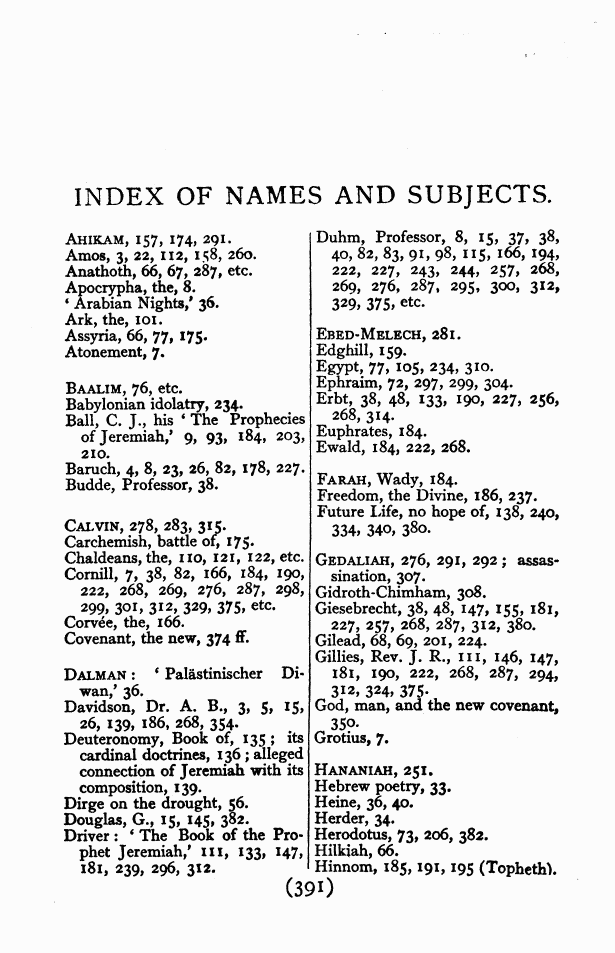 INDEX OF NAMES AND SUBJECTS.
AHIKAM, 157, 174, 291.
Amos, 3, 22, 112, 158, 260.
Anathoth, 66, 67, 287, etc.
Apocrypha, the, 8.
‘ Arabian Nights,’ 36.
Ark, the, 101.
Assyria, 66, 77, 175.
Atonement, 7.
BAALIM, 76, etc.
Babylonian idolatry, 234.
Ball, C. J., his ‘ The Prophecies
of Jeremiah,’ 9, 93, 184, 203,
210.
Baruch, 4, 8, 23, 26, 82, 178, 227.
Budde, Professor, 38.
CALVIN, 278, 283, 315.
Carchemish, battle of, 175.
Chaldeans, the, 110, 121, 122, etc.
Cornill, 7, 38, 82, 166, 184, 190,
222, 268, 269, 276, 287, 298,
299, 301, 312, 329, 375, etc.
Corvée, the, 166.
Covenant, the new, 374 ff.
DALMAN : ‘ Palästinischer Di-
wan,’ 36.
Davidson, Dr. A. B., 3, 5, 15,
26, 139, 186, 268, 354.
Deuteronomy, Book of, 135 ; its
cardinal doctrines, 136 ; alleged
connection of Jeremiah with its
composition, 139.
Dirge on the drought, 56.
Douglas, G., 15, 145, 382.
Driver : ‘ The Book of the Pro-
phet Jeremiah,’ 111, 133, 147,
181, 239, 296, 312.
Duhm, Professor, 8, 15, 37, 38,
40, 82, 83, 91, 98, 115, 166, 194,
222, 227, 243, 244, 257, 268,
269, 276, 287, 295, 300, 312,
329, 375, etc.
EBED-MELECH, 281.
Edghill, 159.
Egypt, 77, 105, 234, 310.
Ephraim, 72, 297, 299, 304.
Erbt, 38, 48, 133, 190, 227, 256,
268, 314.
Euphrates, 184.
Ewald, 184, 222, 268.
FARAH, Wady, 184.
Freedom, the Divine, 186, 237.
Future Life, no hope of, 138, 240,
334, 340, 380.
GEDALIAH, 276, 291, 292 ; assas-
sination, 307.
Gidroth-Chimham, 308.
Giesebrecht, 38, 48, 147, 155, 181,
227, 257, 268, 287, 312, 380.
Gilead, 68, 69, 201, 224.
Gillies, Rev. J. R., 111, 146, 147,
181, 190, 222, 268, 287, 294,
312, 324, 375.
God, man, and the new covenant,
350.
Grotius, 7.
HANANIAH, 251.
Hebrew poetry, 33.
Heine, 36, 40.
Herder, 34.
Herodotus, 73, 206, 382.
Hilkiah, 66.
Hinnom, 185, 191, 195 (Topheth).
(391)